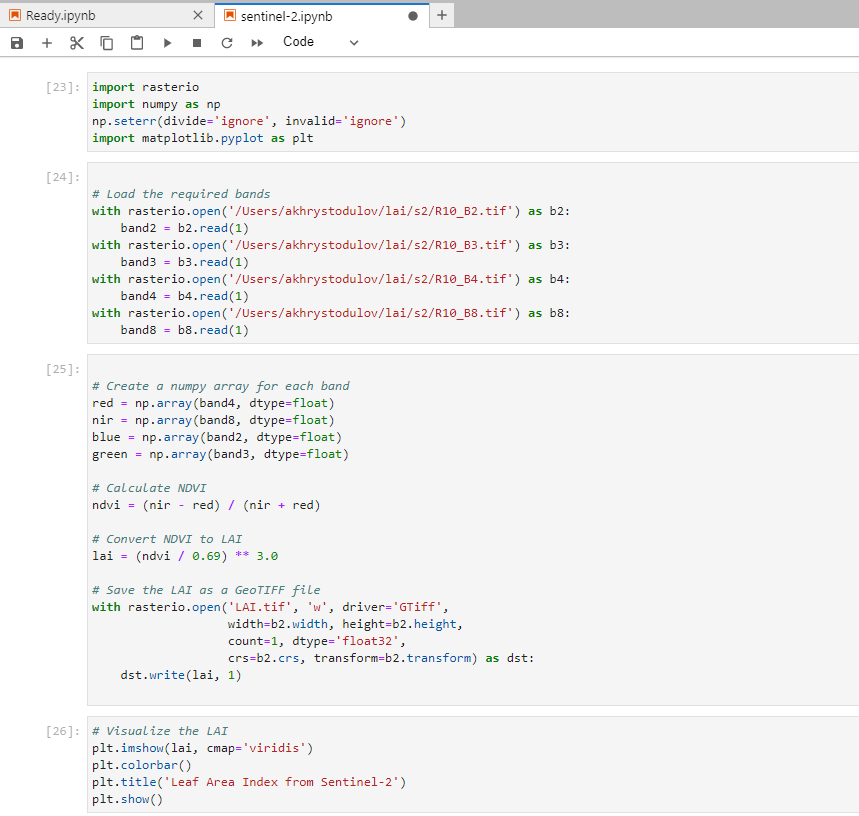 Ready.ipynb
sentinel-2.ipynb
Code
[23]:
import rasterio
import numpy as np
np.seterr(divide='ignore', invalid='ignore')
import matplotlib.pyplot as plt
[24]:
# Load the required bands
with rasterio.open('/Users/akhrystodulov/lai/s2/R10_B2.tif') as b2:
    band2 = b2.read(1)
with rasterio.open('/Users/akhrystodulov/lai/s2/R10_B3.tif') as b3:
    band3 = b3.read(1)
with rasterio.open('/Users/akhrystodulov/lai/s2/R10_B4.tif') as b4:
    band4 = b4.read(1)
with rasterio.open('/Users/akhrystodulov/lai/s2/R10_B8.tif') as b8:
    band8 = b8.read(1)
[25]:
# Create a numpy array for each band
red = np.array(band4, dtype=float)
nir = np.array(band8, dtype=float)
blue = np.array(band2, dtype=float)
green = np.array(band3, dtype=float)
# Calculate NDVI
ndvi = (nir - red) / (nir + red)
# Convert NDVI to LAI
lai = (ndvi / 0.69) ** 3.0
# Save the LAI as a GeoTIFF file
with rasterio.open('LAI.tif', 'w', driver='GTiff',
                   width=b2.width, height=b2.height,
                   count=1, dtype='float32',
                   crs=b2.crs, transform=b2.transform) as dst:
    dst.write(lai, 1)
[26]:
# Visualize the LAI
plt.imshow(lai, cmap='viridis')
plt.colorbar()
plt.title('Leaf Area Index from Sentinel-2')
plt.show()